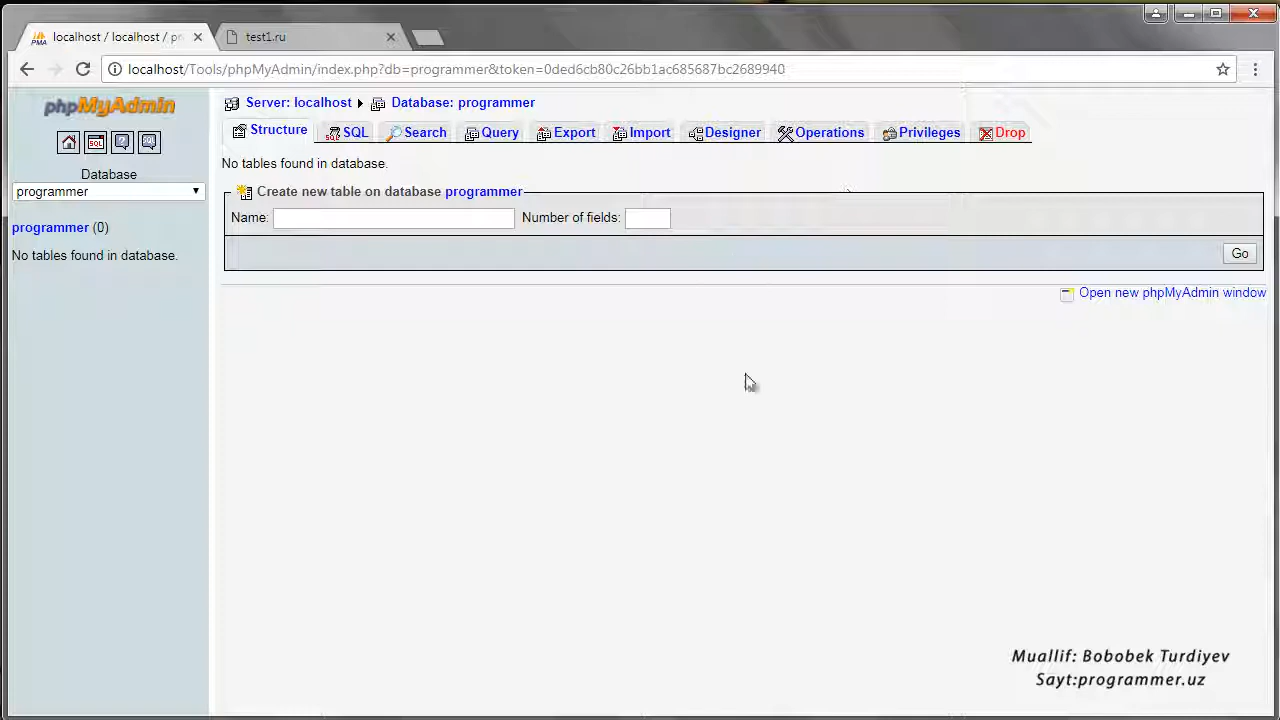 localhost / localhost / pr
test1.ru
localhost/Tools/phpMyAdmin/index.php?db=programmer&token=0ded6cb80c26bb1ac685687bc2689940
phpMyAdmin
Server: localhost Database: programmer
Structure SQL Search Query Export Import Designer Operations Privileges Drop
SQL
Database
programmer
programmer (0)
No tables found in database.
No tables found in database.
Create new table on database programmer
Name: Number of fields:
Go
Open new phpMyAdmin window
Muallif: Bobobek Turdiyev
Sayt:programmer.uz